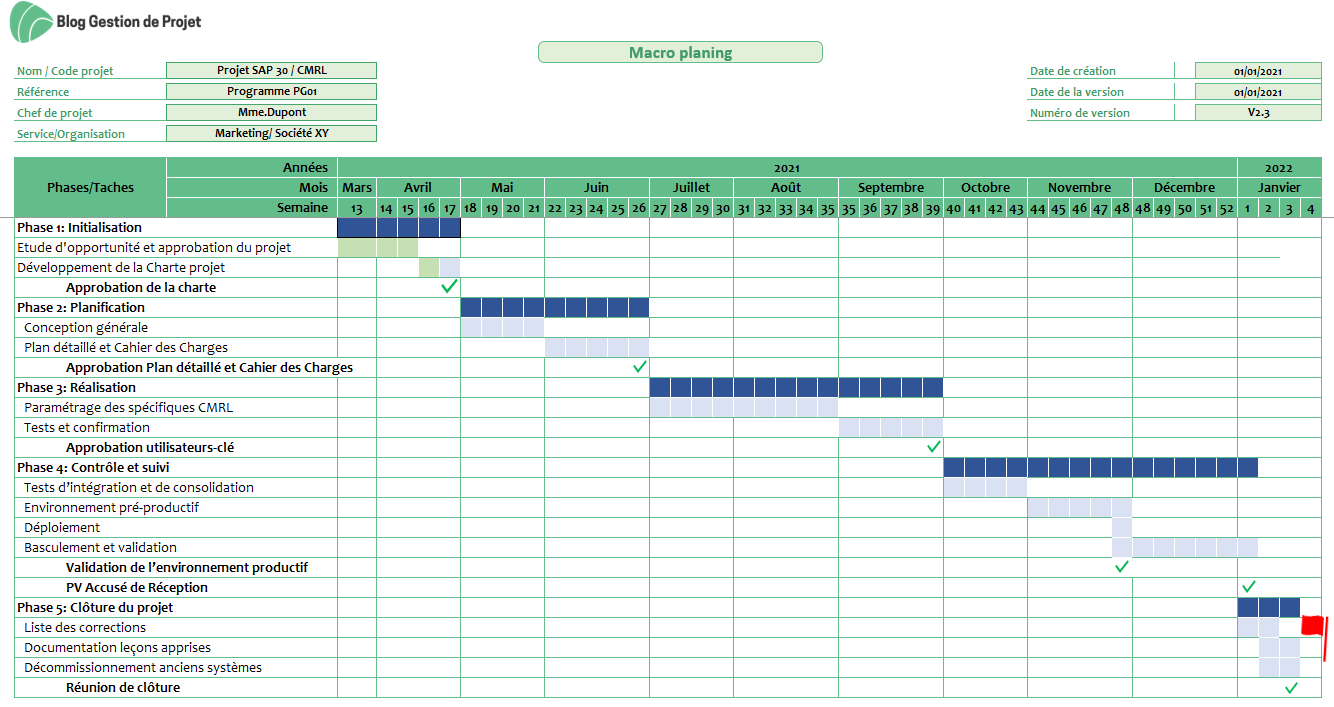 Blog Gestion de Projet
Macro planing
Nom / Code projet Projet SAP 30 / CMRL Date de création 01/01/2021
Référence Programme PG01 Date de la version 01/01/2021
Chef de projet Mme.Dupont Numéro de version V2.3
Service/Organisation Marketing/ Société XY
Phases/Taches Années 2021 2022
Mois Mars Avril Mai Juin Juillet Août Septembre Octobre Novembre Décembre Janvier
Semaine 13 14 15 16 17 18 19 20 21 22 23 24 25 26 27 28 29 30 31 32 33 34 35 35 36 37 38 39 40 41 42 43 44 45 46 47 48 48 49 50 51 52 1 2 3 4
Phase 1: Initialisation
Etude d'opportunité et approbation du projet
Développement de la Charte projet
Approbation de la charte
Phase 2: Planification
Conception générale
Plan détaillé et Cahier des Charges
Approbation Plan détaillé et Cahier des Charges
Phase 3: Réalisation
Paramétrage des spécifiques CMRL
Tests et confirmation
Approbation utilisateurs-clé
Phase 4: Contrôle et suivi
Tests d’intégration et de consolidation
Environnement pré-productif
Déploiement
Basculement et validation
Validation de l’environnement productif
PV Accusé de Réception
Phase 5: Clôture du projet
Liste des corrections
Documentation leçons apprises
Décommissionnement anciens systèmes
Réunion de clôture